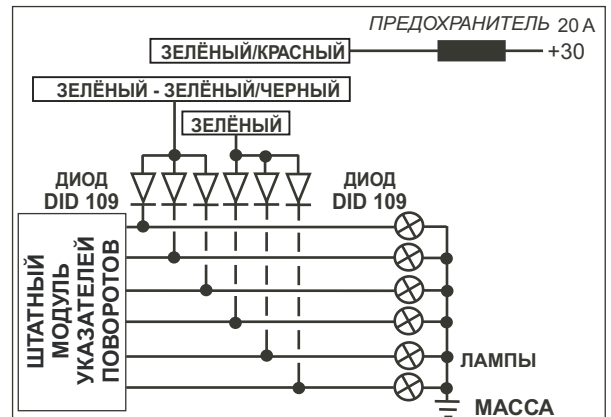 ПРЕДОХРАНИТЕЛЬ 20 А
ЗЕЛЁНЫЙ/КРАСНЫЙ
+30
ЗЕЛЁНЫЙ - ЗЕЛЁНЫЙ/ЧЕРНЫЙ
ЗЕЛЁНЫЙ
ДИОД
DID 109
ДИОД
DID 109
ШТАТНЫЙ
МОДУЛЬ
УКАЗАТЕЛЕЙ
ПОВОРОТОВ
ЛАМПЫ
МАССА